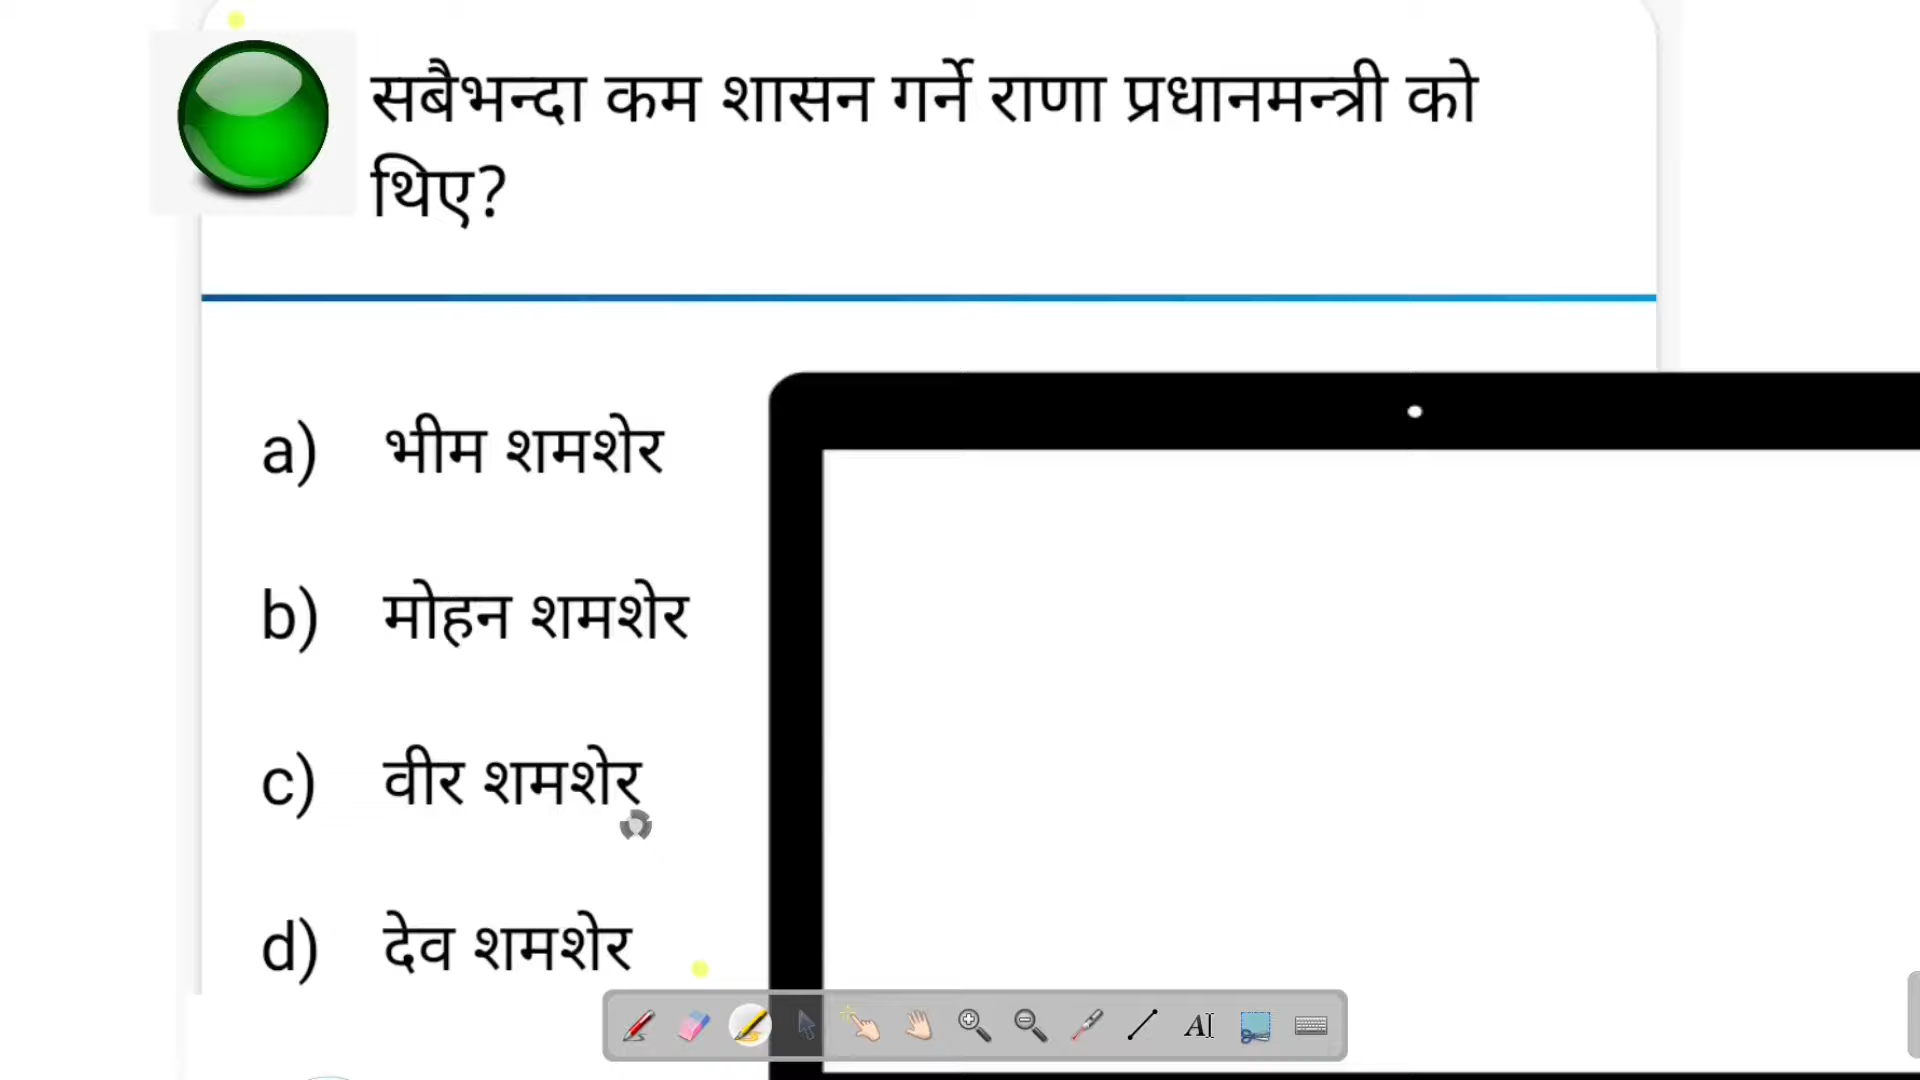 सबैभन्दा कम शासन गर्ने राणा प्रधानमन्त्री को
थिए?
a) भीम शमशेर
b) मोहन शमशेर
c) वीर शमशेर
d) देव शमशेर